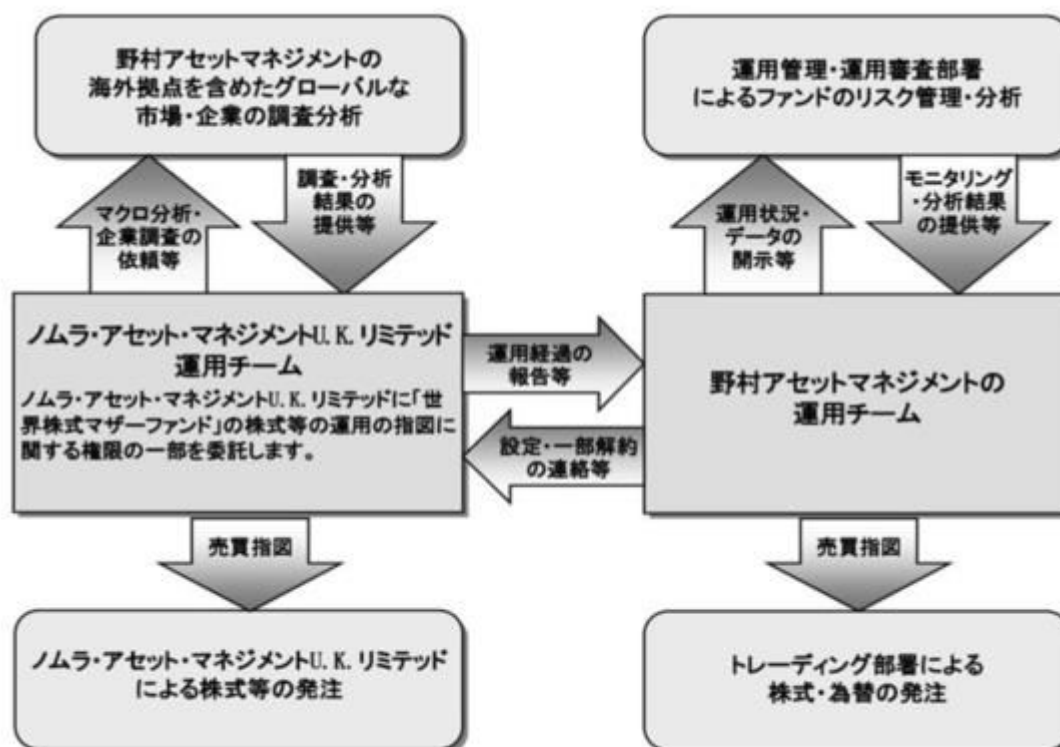 野村アセットマネジメントの
海外拠点を含めたグローバルな
市場・企業の調査分析
運用管理・運用審査部署
によるファンドのリスク管理・分析
マクロ分析・
企業調査の
依頼等
調査・分析
結果の
提供等
運用状況・
データの
開示等
モニタリング
・分析結果
の提供等
ノムラ・アセット・マネジメントU.K.リミテッド
運用チーム
ノムラ・アセット・マネジメントU.K.リミテッドに「世
界株式マザーファンド」の株式等の運用の指図に
関する権限の一部を委託します。
運用経過の
報告等
設定・一部解約
の連絡等
野村アセットマネジメントの
運用チーム
売買指図
売買指図
ノムラ・アセット・マネジメントU.K.リミテッド
による株式等の発注
トレーディング部署による
株式・為替の発注